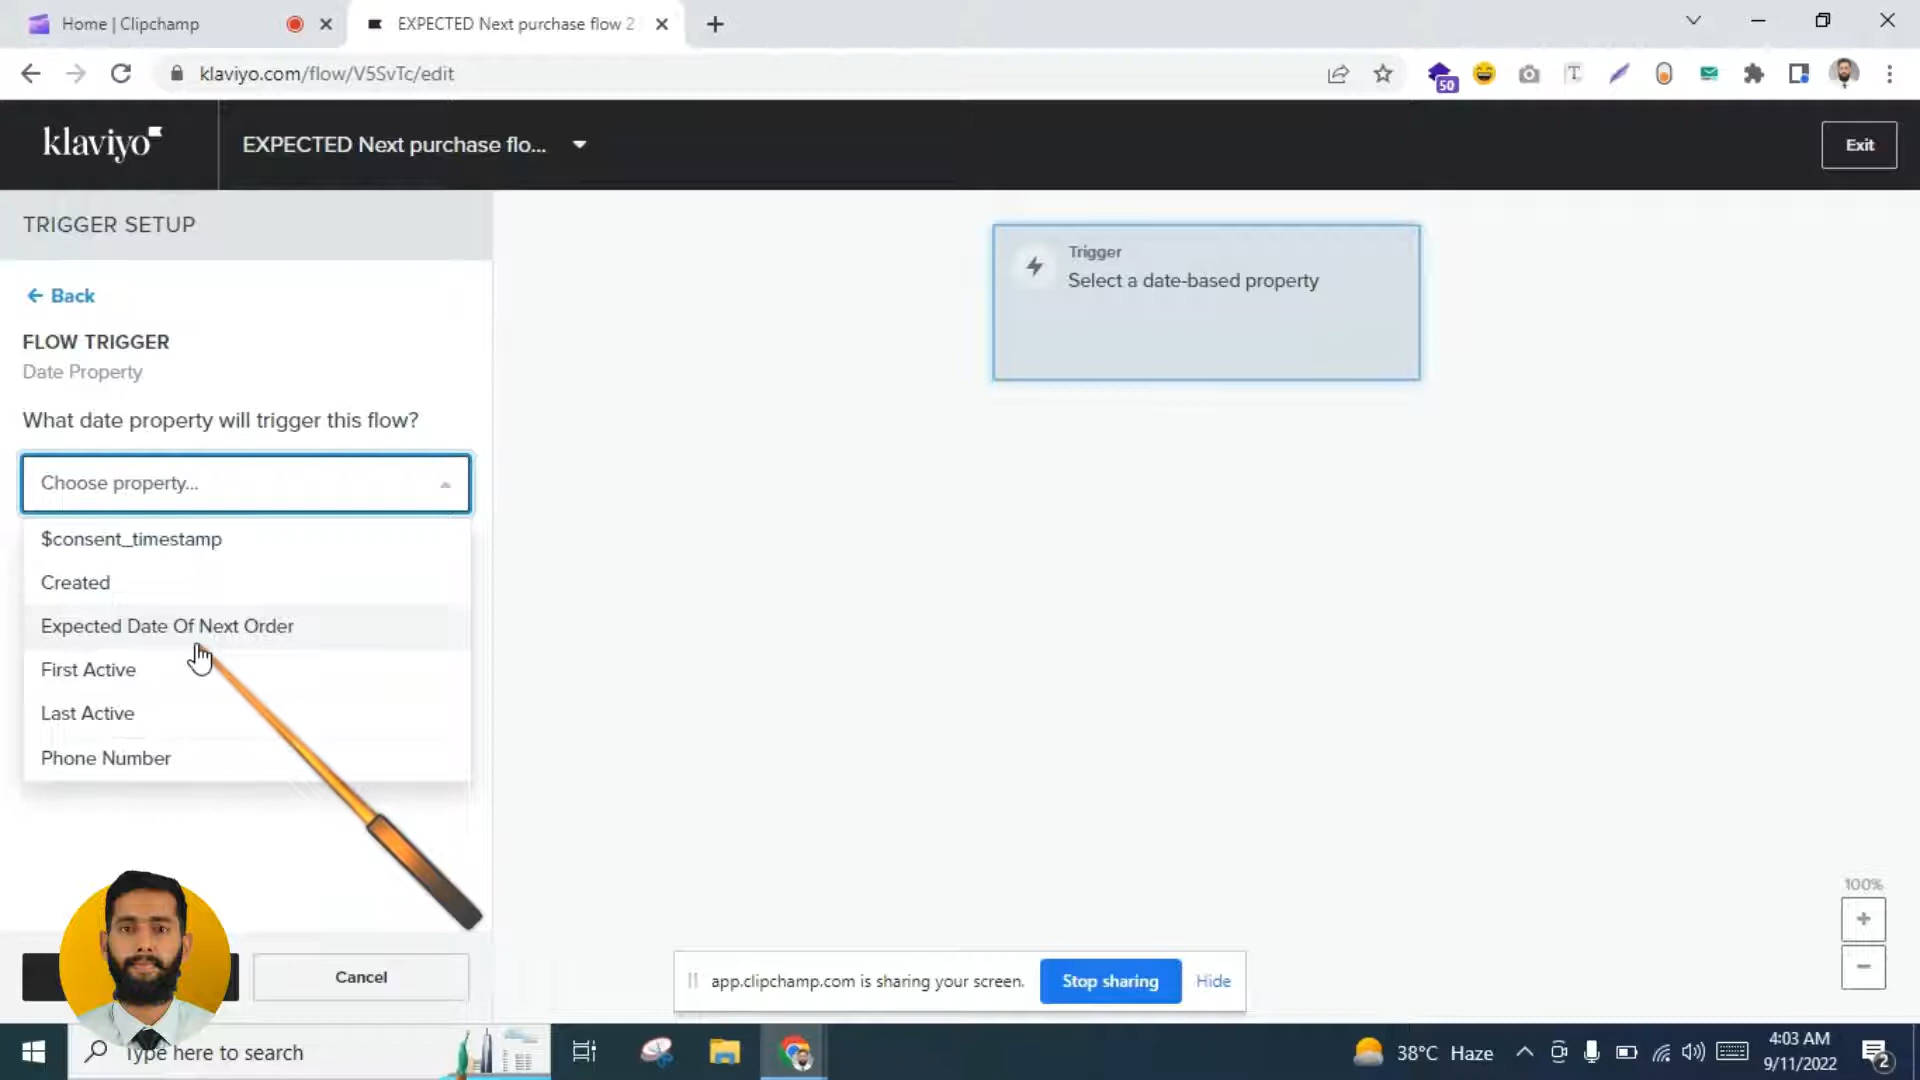 Home | Clipchamp
EXPECTED Next purchase flow 2
klaviyo.com/flow/V5SvTc/edit
50
T
klaviyo
EXPECTED Next purchase flo...
Exit
TRIGGER SETUP
Back
FLOW TRIGGER
Date Property
What date property will trigger this flow?
Choose property...
$consent_timestamp
Created
Expected Date Of Next Order
First Active
Last Active
Phone Number
Trigger
Select a date-based property
100%
Cancel
app.clipchamp.com is sharing your screen.
Stop sharing
Hide
Type here to search
38°C Haze
4:03 AM
9/11/2022
2